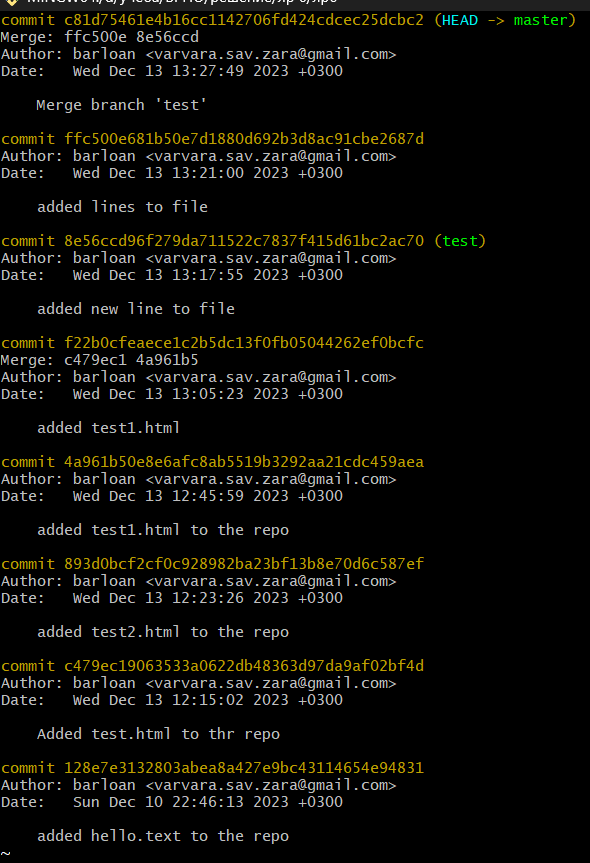 commit c81d75461e4b16cc1142706fd424cdcec25dcbc2 (HEAD -> master)
Merge: ffc500e 8e56ccd
Author: barloan <varvara.sav.zara@gmail.com>
Date:   Wed Dec 13 13:27:49 2023 +0300

    Merge branch 'test'

commit ffc500e681b50e7d1880d692b3d8ac91cbe2687d
Author: barloan <varvara.sav.zara@gmail.com>
Date:   Wed Dec 13 13:21:00 2023 +0300

    added lines to file

commit 8e56ccd96f279da711522c7837f415d61bc2ac70 (test)
Author: barloan <varvara.sav.zara@gmail.com>
Date:   Wed Dec 13 13:17:55 2023 +0300

    added new line to file

commit f22b0cfeaece1c2b5dc13f0fb05044262ef0bcfc
Merge: c479ec1 4a961b5
Author: barloan <varvara.sav.zara@gmail.com>
Date:   Wed Dec 13 13:05:23 2023 +0300

    added test1.html

commit 4a961b50e8e6afc8ab5519b3292aa21cdc459aea
Author: barloan <varvara.sav.zara@gmail.com>
Date:   Wed Dec 13 12:45:59 2023 +0300

    added test1.html to the repo

commit 893d0bcf2cf0c928982ba23bf13b8e70d6c587ef
Author: barloan <varvara.sav.zara@gmail.com>
Date:   Wed Dec 13 12:23:26 2023 +0300

    added test2.html to the repo

commit c479ec19063533a0622db48363d97da9af02bf4d
Author: barloan <varvara.sav.zara@gmail.com>
Date:   Wed Dec 13 12:15:02 2023 +0300

    Added test.html to thr repo

commit 128e7e3132803abea8a427e9bc43114654e94831
Author: barloan <varvara.sav.zara@gmail.com>
Date:   Sun Dec 10 22:46:13 2023 +0300

    added hello.text to the repo
~